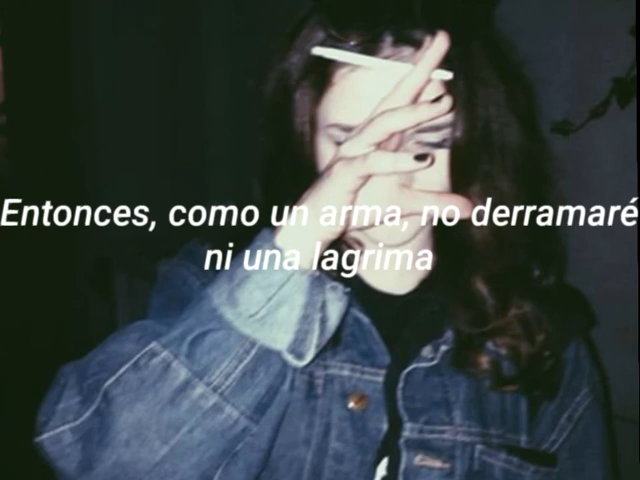 Entonces, como un arma, no derramaré
ni una lagrima